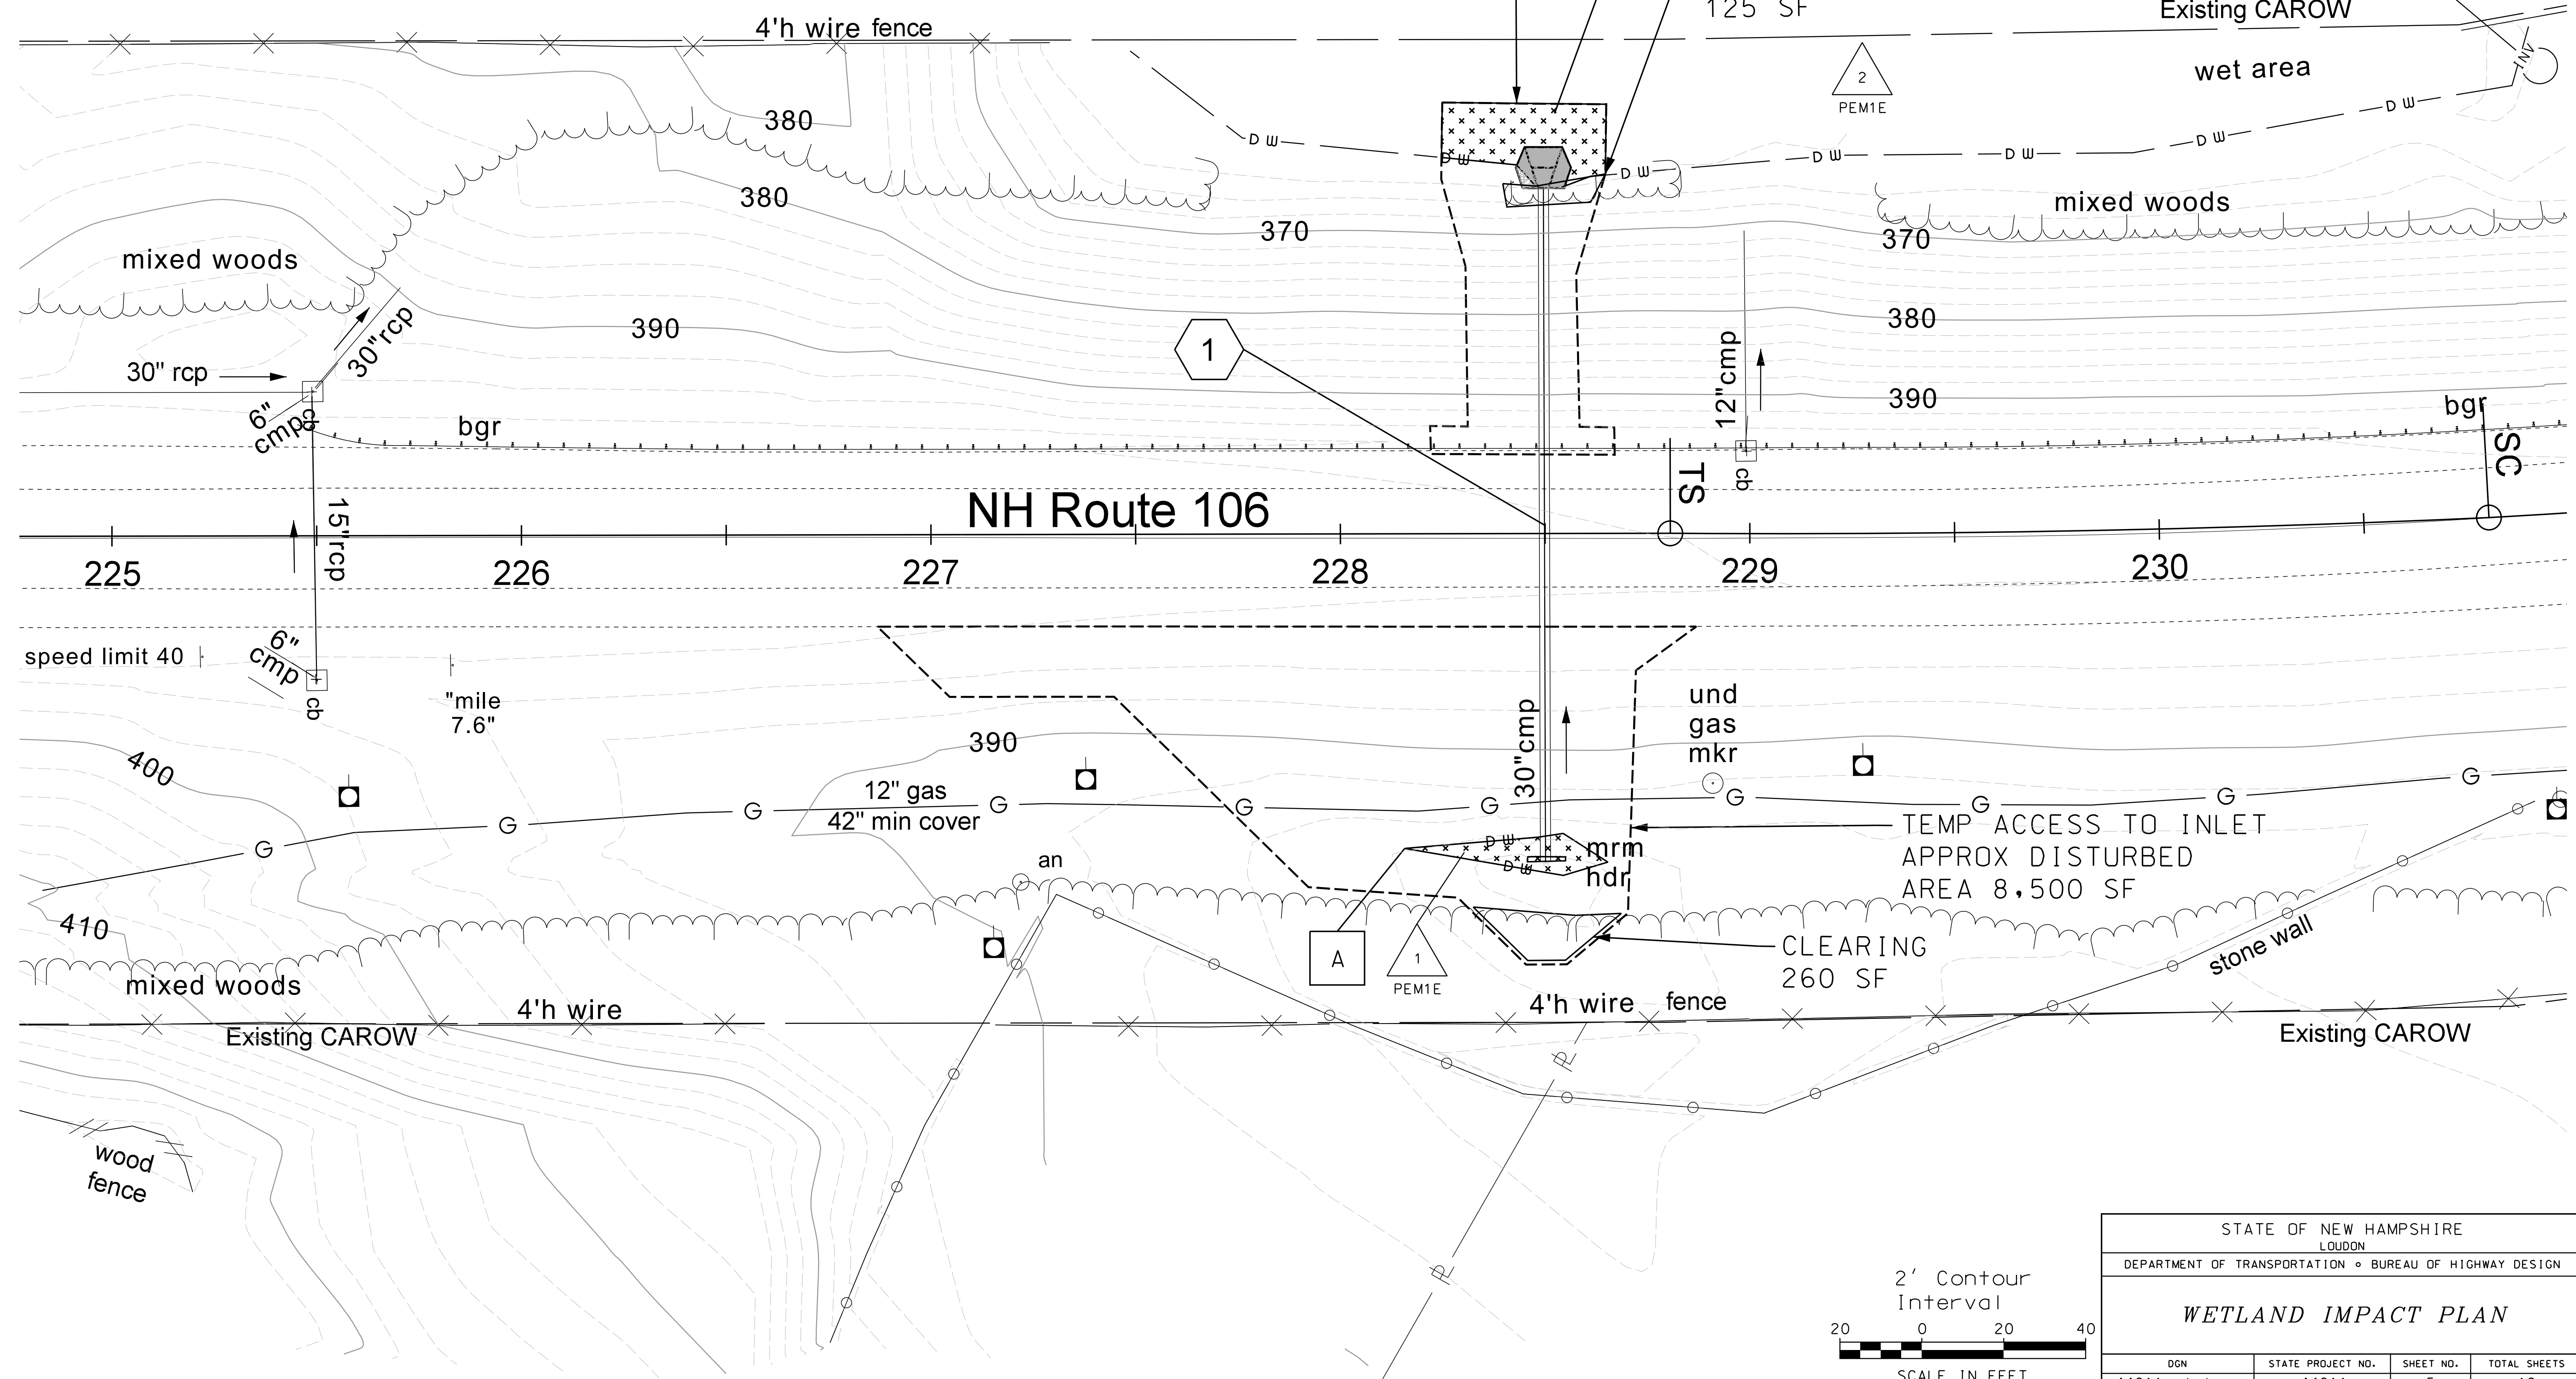 125 SF
Existing CAROW
4'h wire fence
2
PEM1E
wet area
INV
D W
D W
D W
D W
D W
D W
D W
D W
380
380
370
mixed woods
370
mixed woods
390
380
390
30"rcp
30" rcp
6"
cmp
cb
bgr
1
12"cmp
cb
bgr
TS
SC
NH Route 106
15"rcp
225
226
227
228
229
230
speed limit 40
6"
cmp
cb
"mile
7.6"
400
390
30"cmp
und
gas
mkr
12" gas
42" min cover
G
G
G
G
G
G
G
G
G
G
TEMP ACCESS TO INLET
APPROX DISTURBED
AREA 8,500 SF
D W
D W
mrm
hdr
an
410
A
1
PEM1E
CLEARING
260 SF
stone wall
mixed woods
4'h wire
4'h wire fence
Existing CAROW
Existing CAROW
P
P
wood
fence
2' Contour
Interval
20 0 20 40
SCALE IN FEET
STATE OF NEW HAMPSHIRE
LOUDON
DEPARTMENT OF TRANSPORTATION ∘ BUREAU OF HIGHWAY DESIGN
WETLAND IMPACT PLAN
DGN STATE PROJECT NO. SHEET NO. TOTAL SHEETS